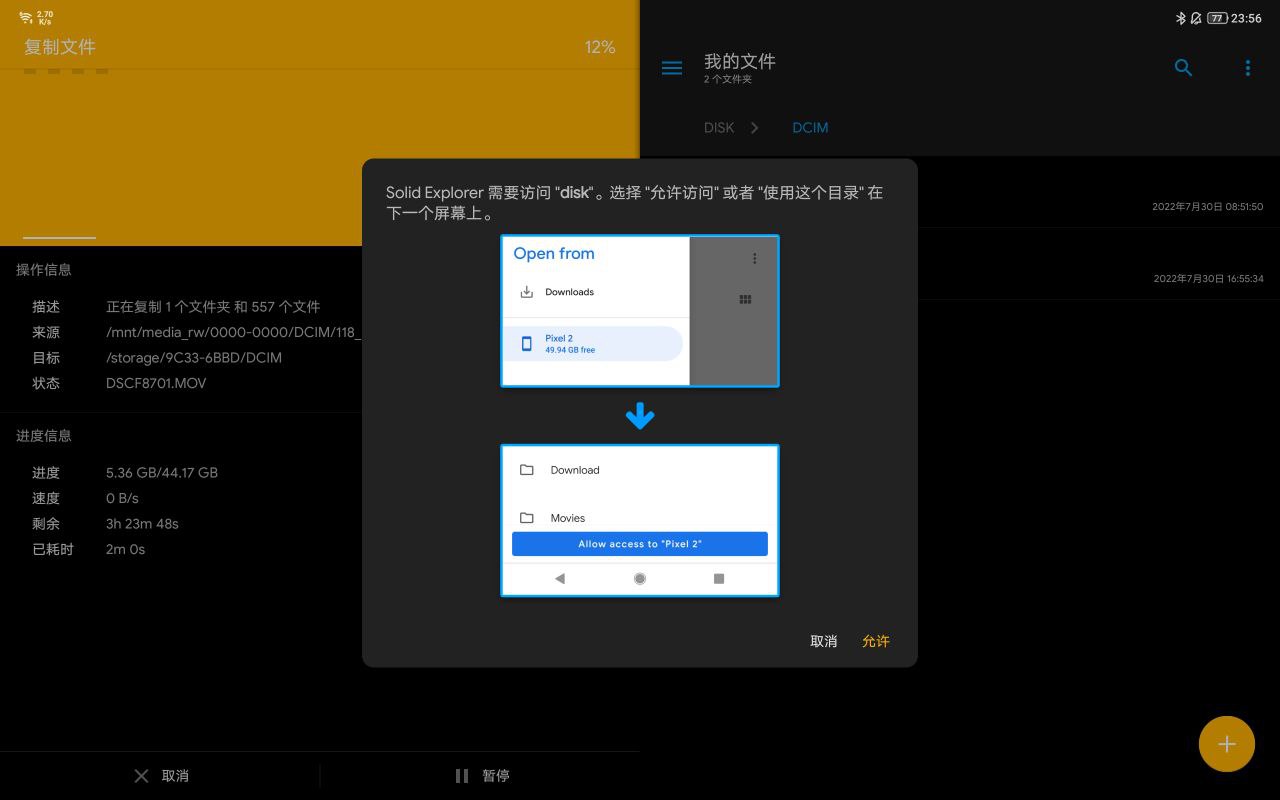 2.70
K/s
77
23:56
复制文件
12%
我的文件
2 个文件夹
DISK
DCIM
2022年7月30日 08:51:50
2022年7月30日 16:55:34
Solid Explorer 需要访问 "disk"。选择 "允许访问" 或者 "使用这个目录" 在
下一个屏幕上。
Open from
Downloads
Pixel 2
49.94 GB free
Download
Movies
Allow access to "Pixel 2"
取消
允许
操作信息
描述
正在复制 1 个文件夹 和 557 个文件
来源
/mnt/media_rw/0000-0000/DCIM/118_
目标
/storage/9C33-6BBD/DCIM
状态
DSCF8701.MOV
进度信息
进度
5.36 GB/44.17 GB
速度
0 B/s
剩余
3h 23m 48s
已耗时
2m 0s
取消
暂停